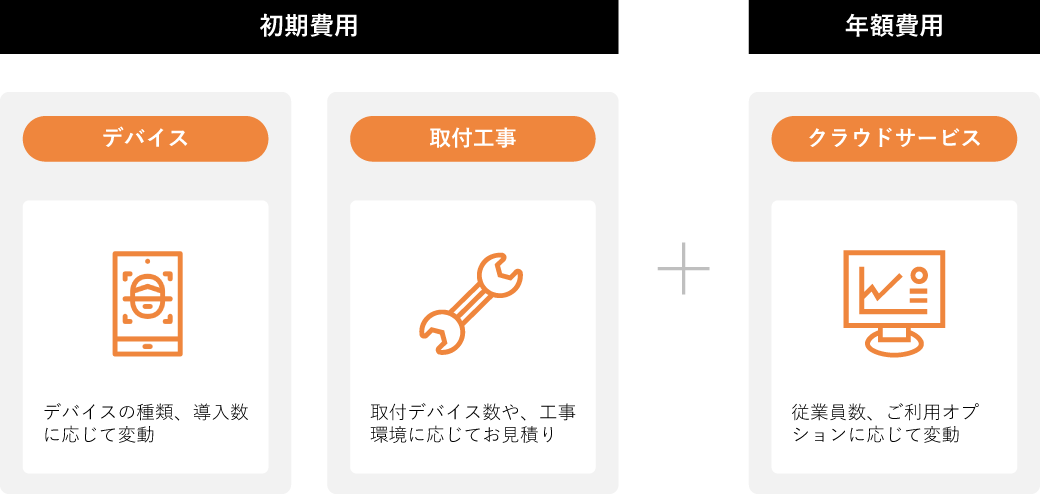 初期費用
年額費用
デバイス
取付工事
クラウドサービス
デバイスの種類、導入数
に応じて変動
取付デバイス数や、工事
環境に応じてお見積り
従業員数、ご利用オプ
ションに応じて変動